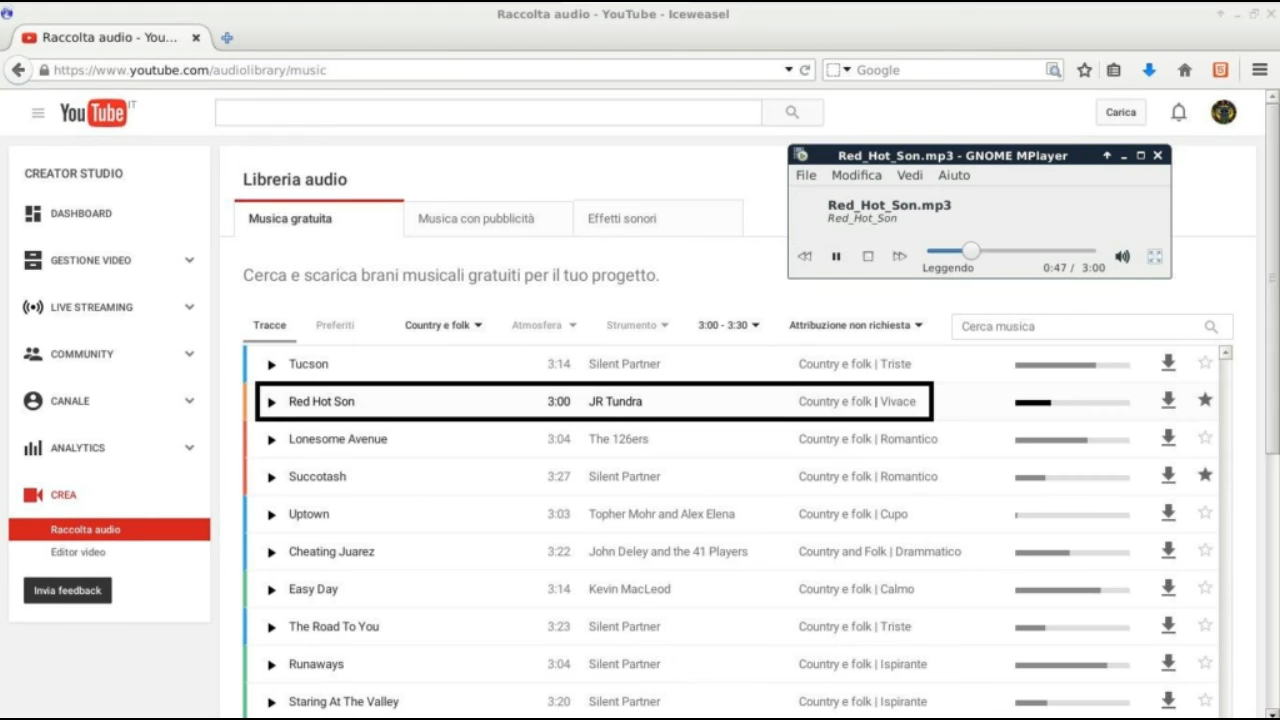 Raccolta audio - YouTube - Iceweasel
Raccolta audio - You...
https://www.youtube.com/audiolibrary/music
Google
YouTube IT
Carica
CREATOR STUDIO
DASHBOARD
GESTIONE VIDEO
LIVE STREAMING
COMMUNITY
CANALE
ANALYTICS
CREA
Raccolta audio
Editor video
Invia feedback
Libreria audio
Musica gratuita Musica con pubblicità Effetti sonori
Cerca e scarica brani musicali gratuiti per il tuo progetto.
Red_Hot_Son.mp3 - GNOME MPlayer
File Modifica Vedi Aiuto
Red_Hot_Son.mp3
Red_Hot_Son
Leggendo 0:47 / 3:00
Tracce Preferiti Country e folk Atmosfera Strumento 3:00 - 3:30 Attribuzione non richiesta Cerca musica
Tucson 3:14 Silent Partner Country e folk | Triste
Red Hot Son 3:00 JR Tundra Country e folk | Vivace
Lonesome Avenue 3:04 The 126ers Country e folk | Romantico
Succotash 3:27 Silent Partner Country e folk | Romantico
Uptown 3:03 Topher Mohr and Alex Elena Country e folk | Cupo
Cheating Juarez 3:22 John Deley and the 41 Players Country and Folk | Drammatico
Easy Day 3:14 Kevin MacLeod Country e folk | Calmo
The Road To You 3:23 Silent Partner Country e folk | Triste
Runaways 3:04 Silent Partner Country e folk | Ispirante
Staring At The Valley 3:20 Silent Partner Country e folk | Ispirante